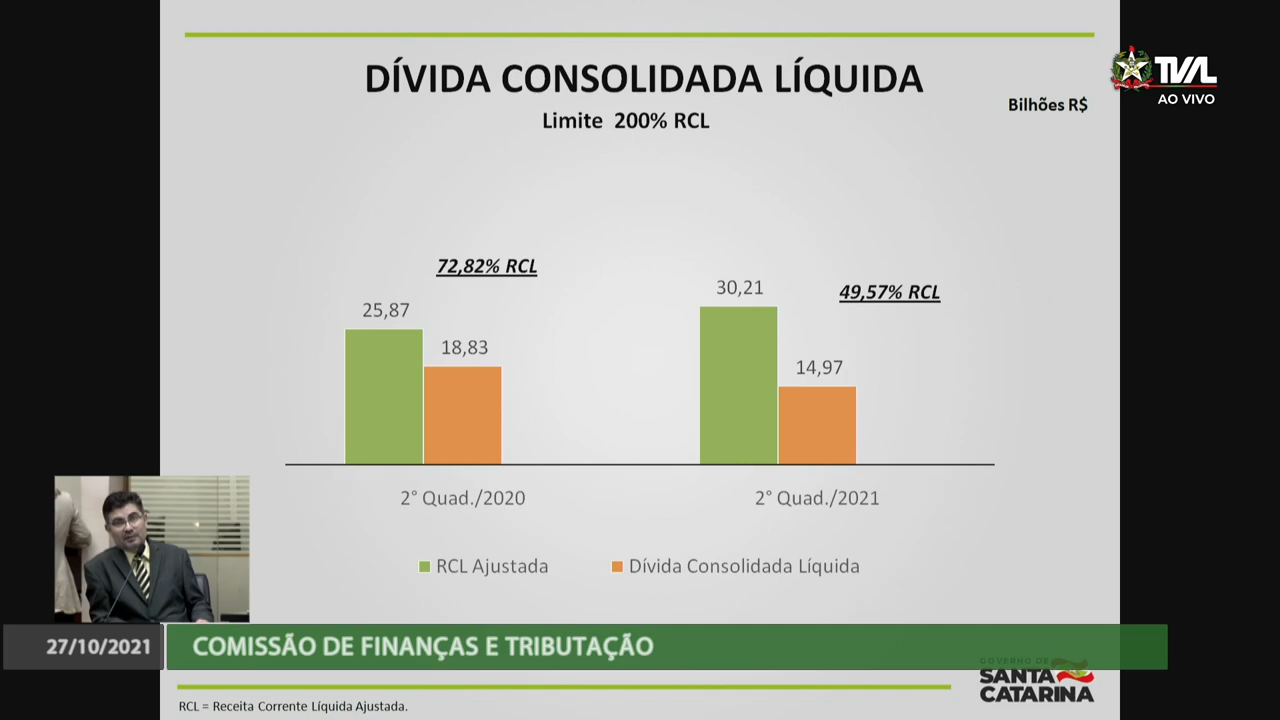 DÍVIDA CONSOLIDADA LÍQUIDA
Limite 200% RCL
Bilhões R$
TVAL
AO VIVO
72,82% RCL
49,57% RCL
25,87
18,83
30,21
14,97
2° Quad./2020
2° Quad./2021
RCL Ajustada
Dívida Consolidada Líquida
27/10/2021
COMISSÃO DE FINANÇAS E TRIBUTAÇÃO
GOVERNO DE
SANTA
CATARINA
RCL = Receita Corrente Líquida Ajustada.